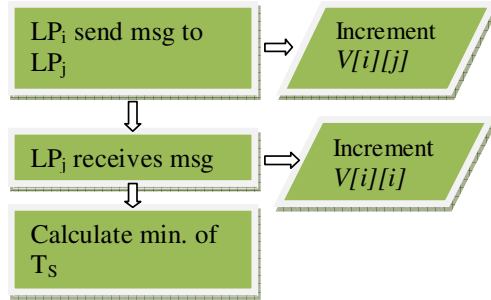 LPi send msg to
LPj
Increment
V[i][j]
LPj receives msg
Increment
V[i][i]
Calculate min. of
TS